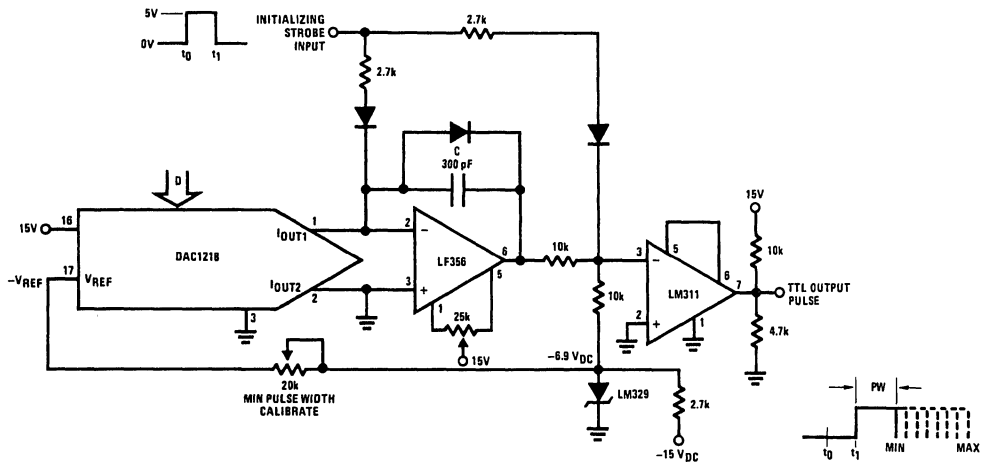 5V
0V
t0
t1
INITIALIZING
STROBE
INPUT
2.7k
2.7k
C
300 pF
D
15V
16
17
–VREF
VREF
DAC1218
IOUT1
IOUT2
1
2
3
2
3
–
+
LF356
6
5
1
25k
15V
10k
10k
3
2
–
+
LM311
5
6
7
1
15V
10k
4.7k
TTL OUTPUT
PULSE
20k
MIN PULSE WIDTH
CALIBRATE
–6.9 VDC
LM329
2.7k
–15 VDC
PW
t0
t1
MIN
MAX